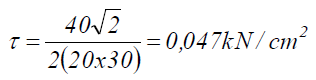 τ = 40√2 / 2(20x30) = 0,047kN / cm²